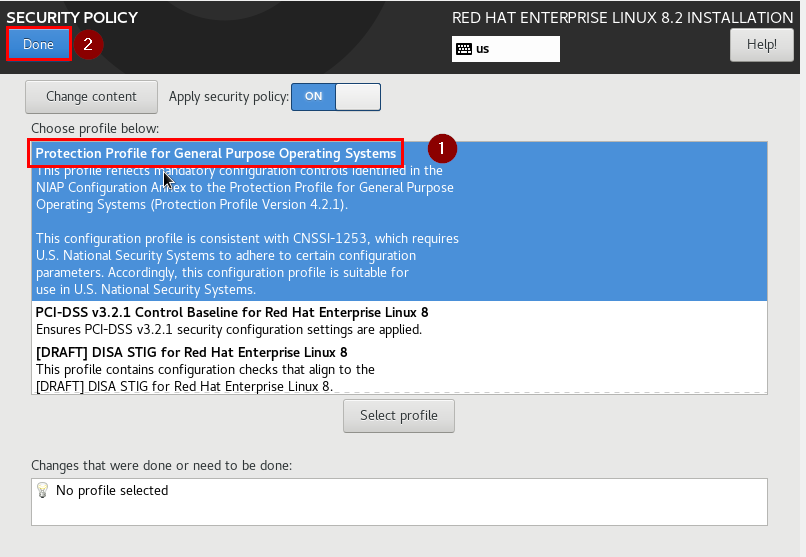 SECURITY POLICY
RED HAT ENTERPRISE LINUX 8.2 INSTALLATION
Done
2
us
Help!
Change content
Apply security policy:
ON
Choose profile below:
Protection Profile for General Purpose Operating Systems
1
This profile reflects mandatory configuration controls identified in the
NIAP Configuration Annex to the Protection Profile for General Purpose
Operating Systems (Protection Profile Version 4.2.1).
This configuration profile is consistent with CNSSI-1253, which requires
U.S. National Security Systems to adhere to certain configuration
parameters. Accordingly, this configuration profile is suitable for
use in U.S. National Security Systems.
PCI-DSS v3.2.1 Control Baseline for Red Hat Enterprise Linux 8
Ensures PCI-DSS v3.2.1 security configuration settings are applied.
[DRAFT] DISA STIG for Red Hat Enterprise Linux 8
This profile contains configuration checks that align to the
[DRAFT] DISA STIG for Red Hat Enterprise Linux 8.
Select profile
Changes that were done or need to be done:
No profile selected